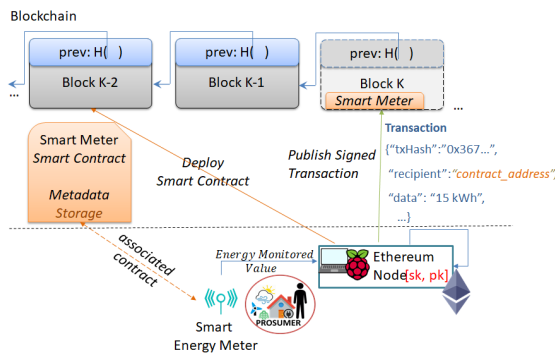 Blockchain
prev: H( )
prev: H( )
prev: H( )
Block K-2
Block K-1
Block K
Smart Meter
...
...
Smart Meter
Smart Contract
Metadata
Storage
Deploy
Smart Contract
Publish Signed
Transaction
Transaction
{“txHash”:”0x367...”,
“recipient”:”contract_address”,
“data”: “15 kWh”,
...}
associated
contract
Energy Monitored
Value
Ethereum
Node[sk, pk]
PROSUMER
Smart
Energy Meter